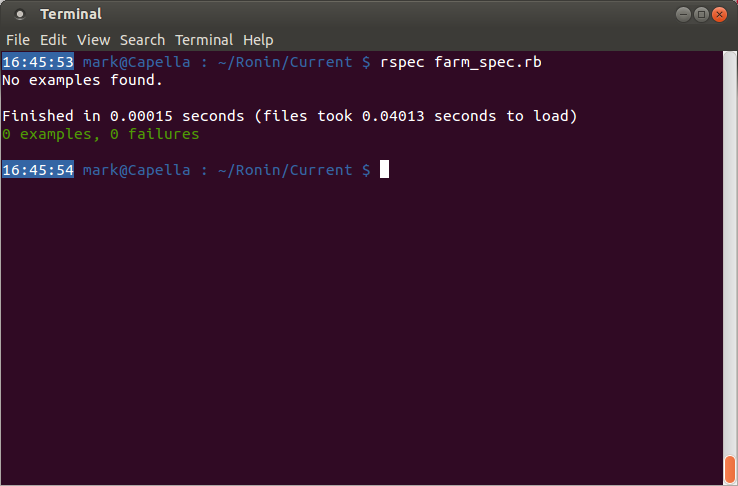 Terminal
File Edit View Search Terminal Help
16:45:53 mark@Capella : ~/Ronin/Current $ rspec farm_spec.rb
No examples found.
Finished in 0.00015 seconds (files took 0.04013 seconds to load)
0 examples, 0 failures
16:45:54 mark@Capella : ~/Ronin/Current $